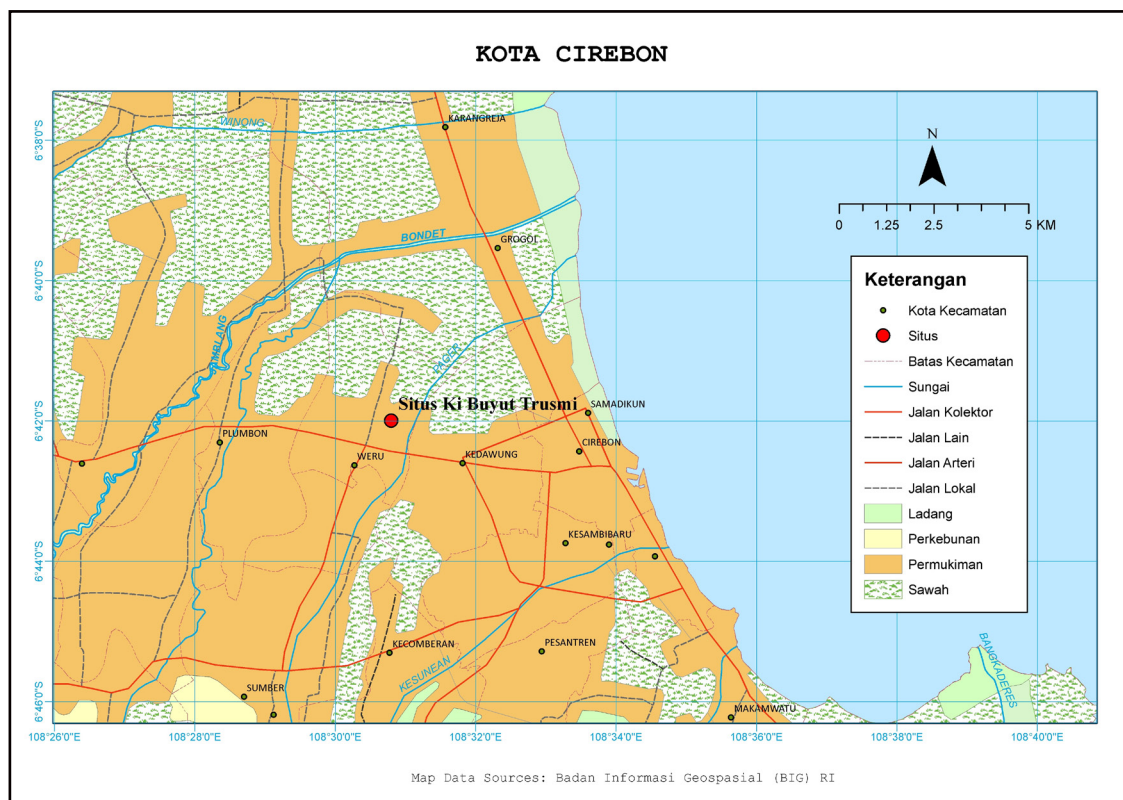 KOTA CIREBON
WINONG
KARANGREJA
6°38'0"S
N
BONDET
GROGOL
0 1.25 2.5 5 KM
6°40'0"S
Keterangan
Kota Kecamatan
Situs
Batas Kecamatan
Sungai
Jalan Kolektor
Jalan Lain
Jalan Arteri
Jalan Lokal
Ladang
Perkebunan
Permukiman
Sawah
PAGER
Situs Ki Buyut Trusmi
SAMADIKUN
6°42'0"S
PLUMBON
CIREBON
WERU
KEDAWUNG
KESAMBIBARU
6°44'0"S
KECOMBERAN
PESANTREN
KESUNEAN
BANGKADERES
SUMBER
6°46'0"S
MAKAMWATU
108°26'0"E 108°28'0"E 108°30'0"E 108°32'0"E 108°34'0"E 108°36'0"E 108°38'0"E 108°40'0"E
Map Data Sources: Badan Informasi Geospasial (BIG) RI